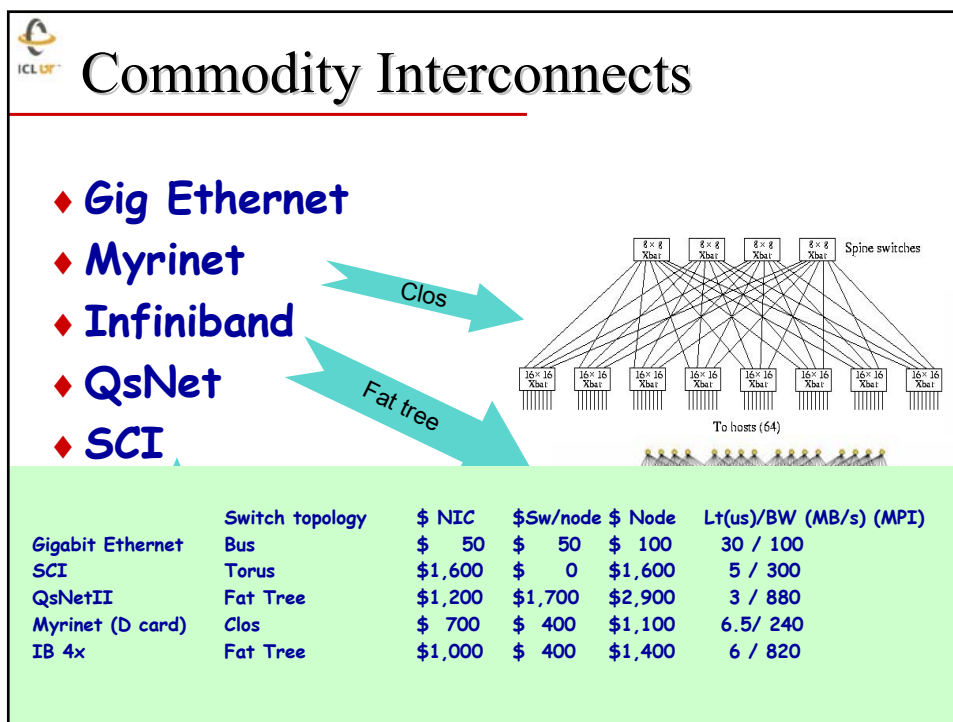 ICL UT
Commodity Interconnects
♦ Gig Ethernet
♦ Myrinet
♦ Infiniband
♦ QsNet
♦ SCI
Clos
Fat tree
8×8 Xbar 8×8 Xbar 8×8 Xbar 8×8 Xbar Spine switches
16×16 Xbar 16×16 Xbar 16×16 Xbar 16×16 Xbar 16×16 Xbar 16×16 Xbar 16×16 Xbar 16×16 Xbar
To hosts (64)
Switch topology $ NIC $Sw/node $ Node Lt(us)/BW (MB/s) (MPI)
Gigabit Ethernet Bus $ 50 $ 50 $ 100 30 / 100
SCI Torus $1,600 $ 0 $1,600 5 / 300
QsNetII Fat Tree $1,200 $1,700 $2,900 3 / 880
Myrinet (D card) Clos $ 700 $ 400 $1,100 6.5/ 240
IB 4x Fat Tree $1,000 $ 400 $1,400 6 / 820